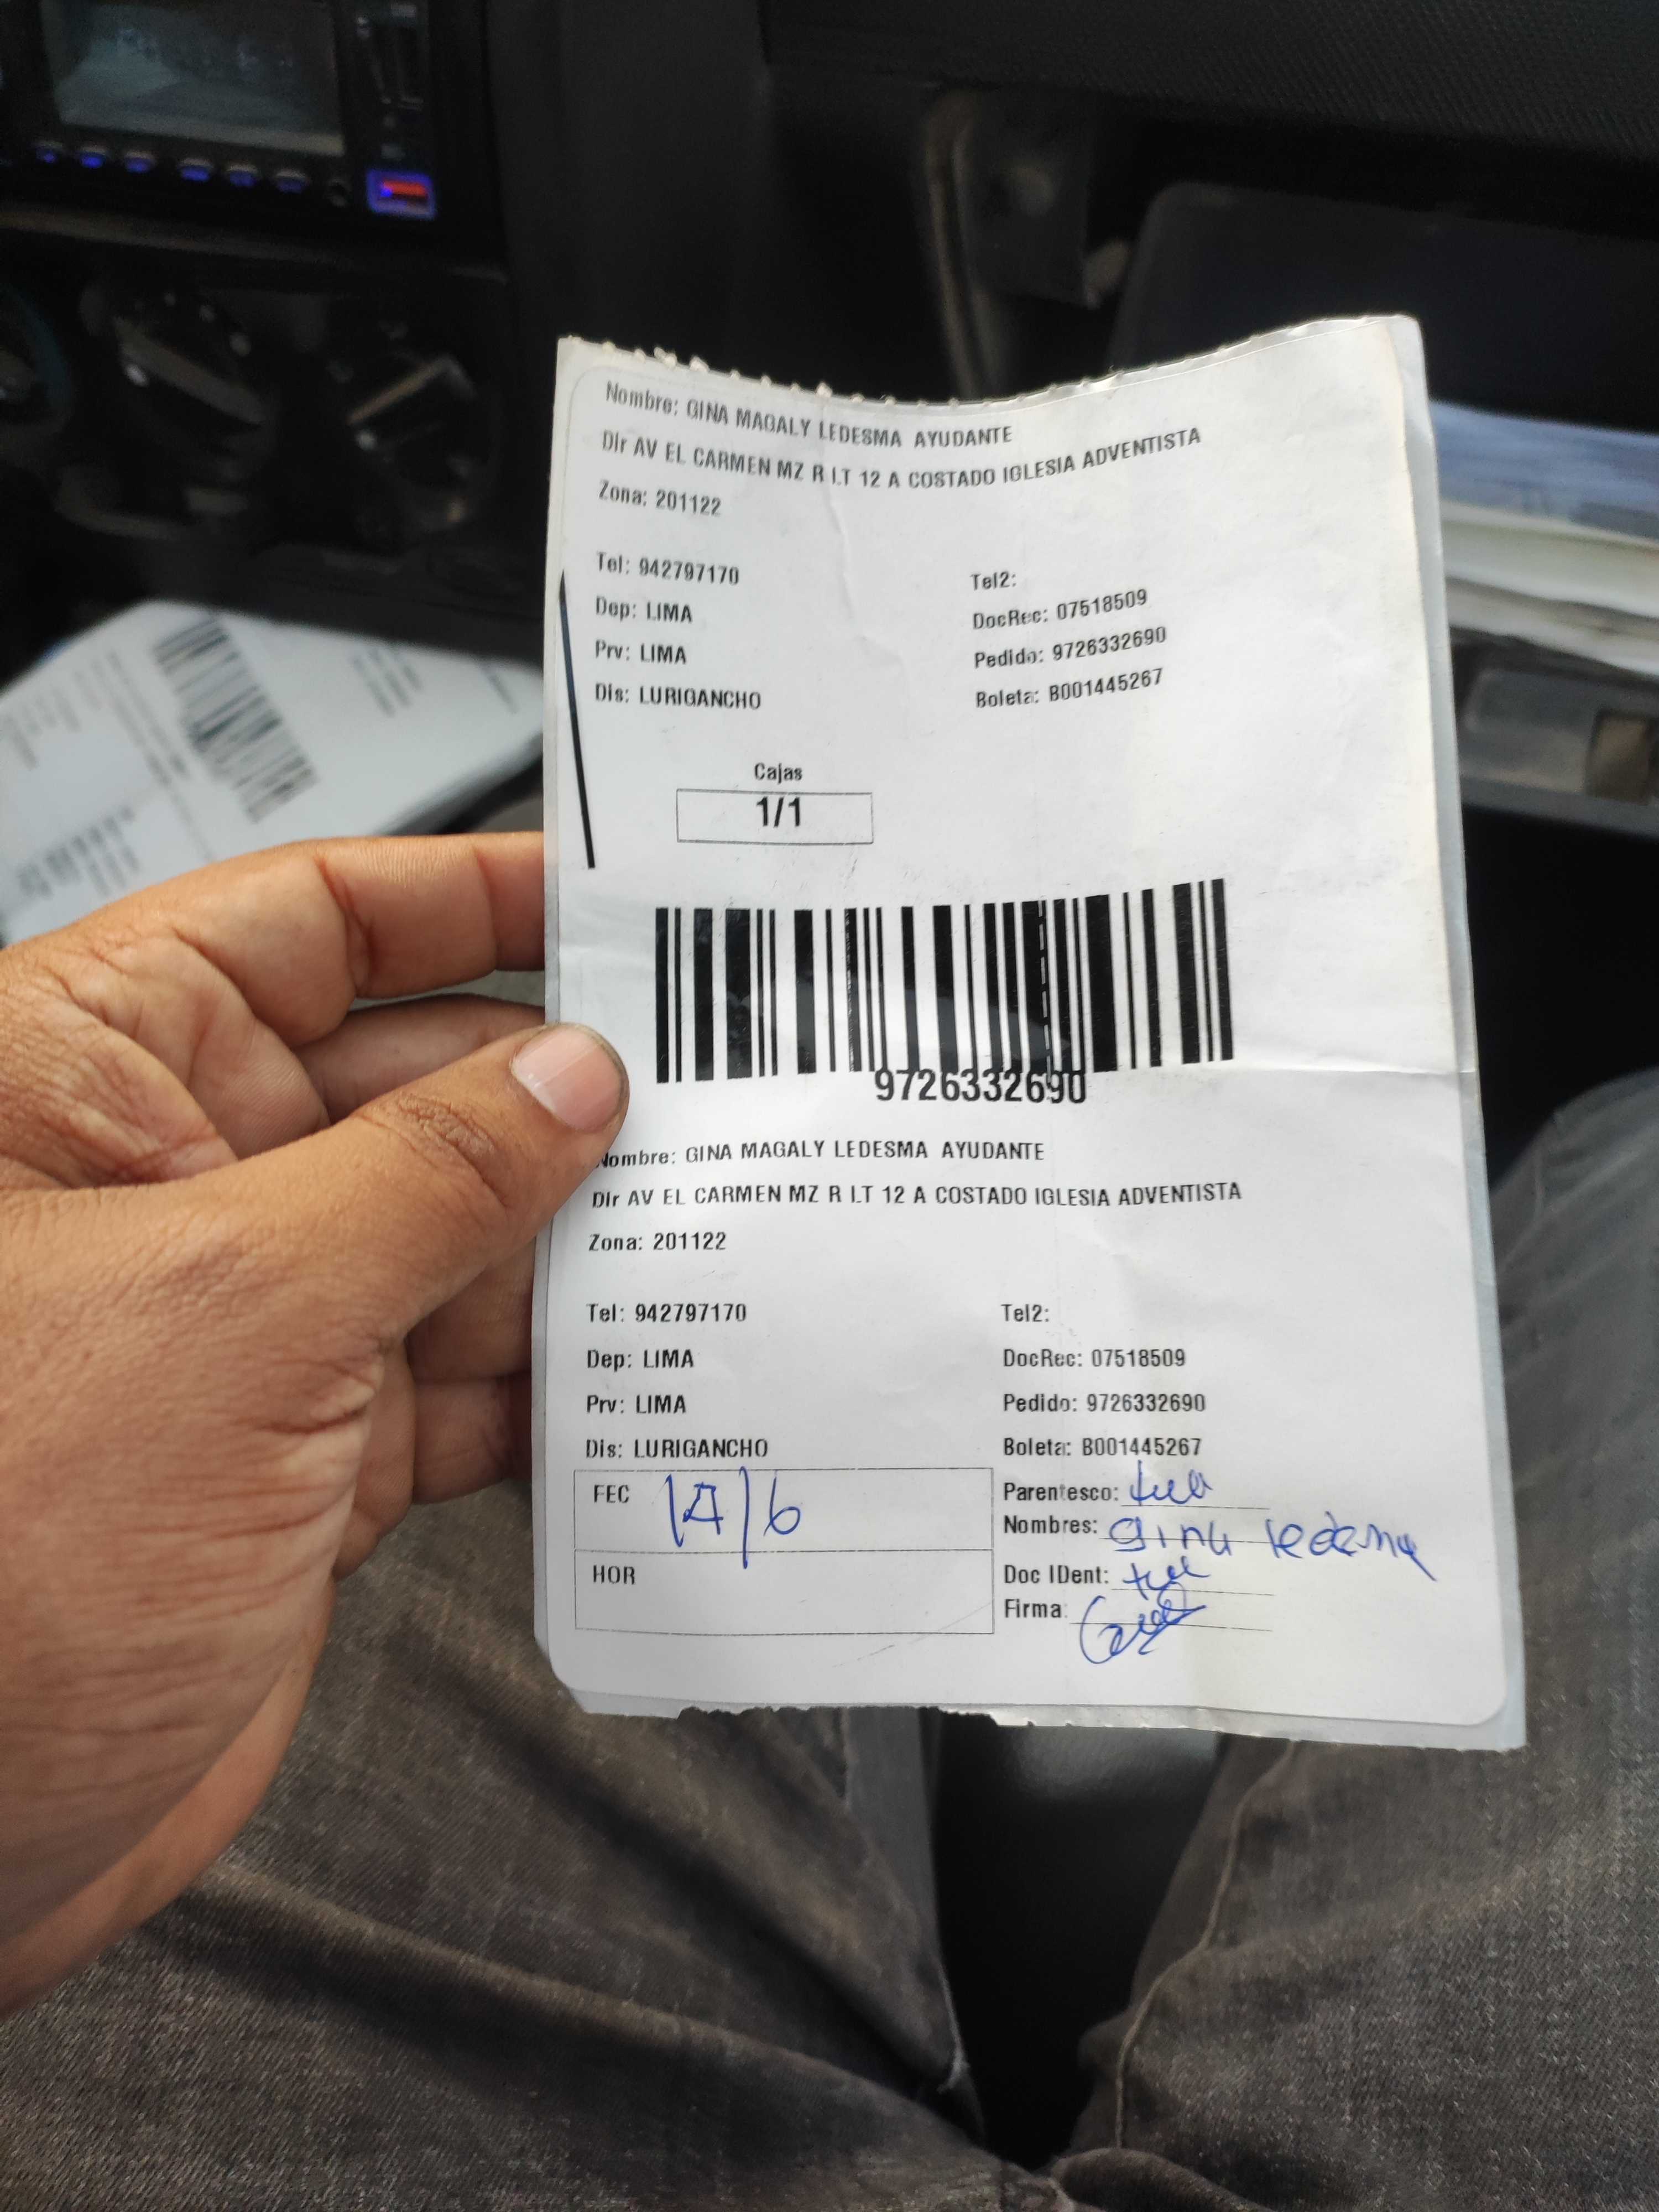 Nombre: GINA MAGALY LEDESMA AYUDANTE
Dir AV EL CARMEN MZ R LT 12 A COSTADO IGLESIA ADVENTISTA
Zona: 201122
Tel: 942797170 Tel2:
Dep: LIMA DocRec: 07518509
Prv: LIMA Pedido: 9726332690
Dis: LURIGANCHO Boleta: B001445267
Cajas
1/1
9726332690
Nombre: GINA MAGALY LEDESMA AYUDANTE
Dir AV EL CARMEN MZ R LT 12 A COSTADO IGLESIA ADVENTISTA
Zona: 201122
Tel: 942797170 Tel2:
Dep: LIMA DocRec: 07518509
Prv: LIMA Pedido: 9726332690
Dis: LURIGANCHO Boleta: B001445267
FEC 14/6 Parentesco:
Nombres: gina ledesma
HOR Doc IDent:
Firma: